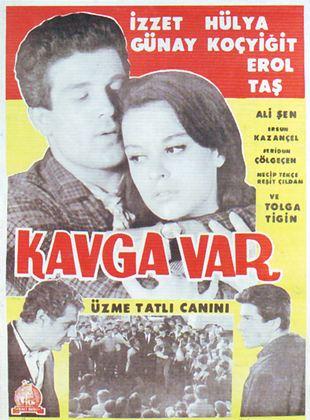 İZZET HÜLYA
GÜNAY KOÇYİĞİT
EROL
TAŞ
ALİ ŞEN
ERSUN
KAZANÇEL
FERİDUN
ÇÖLGEÇEN
NECİP TEKÇE
REŞİT ÇILDAN
VE
TOLGA
TİGİN
KAVGA VAR
ÜZME TATLI CANINI